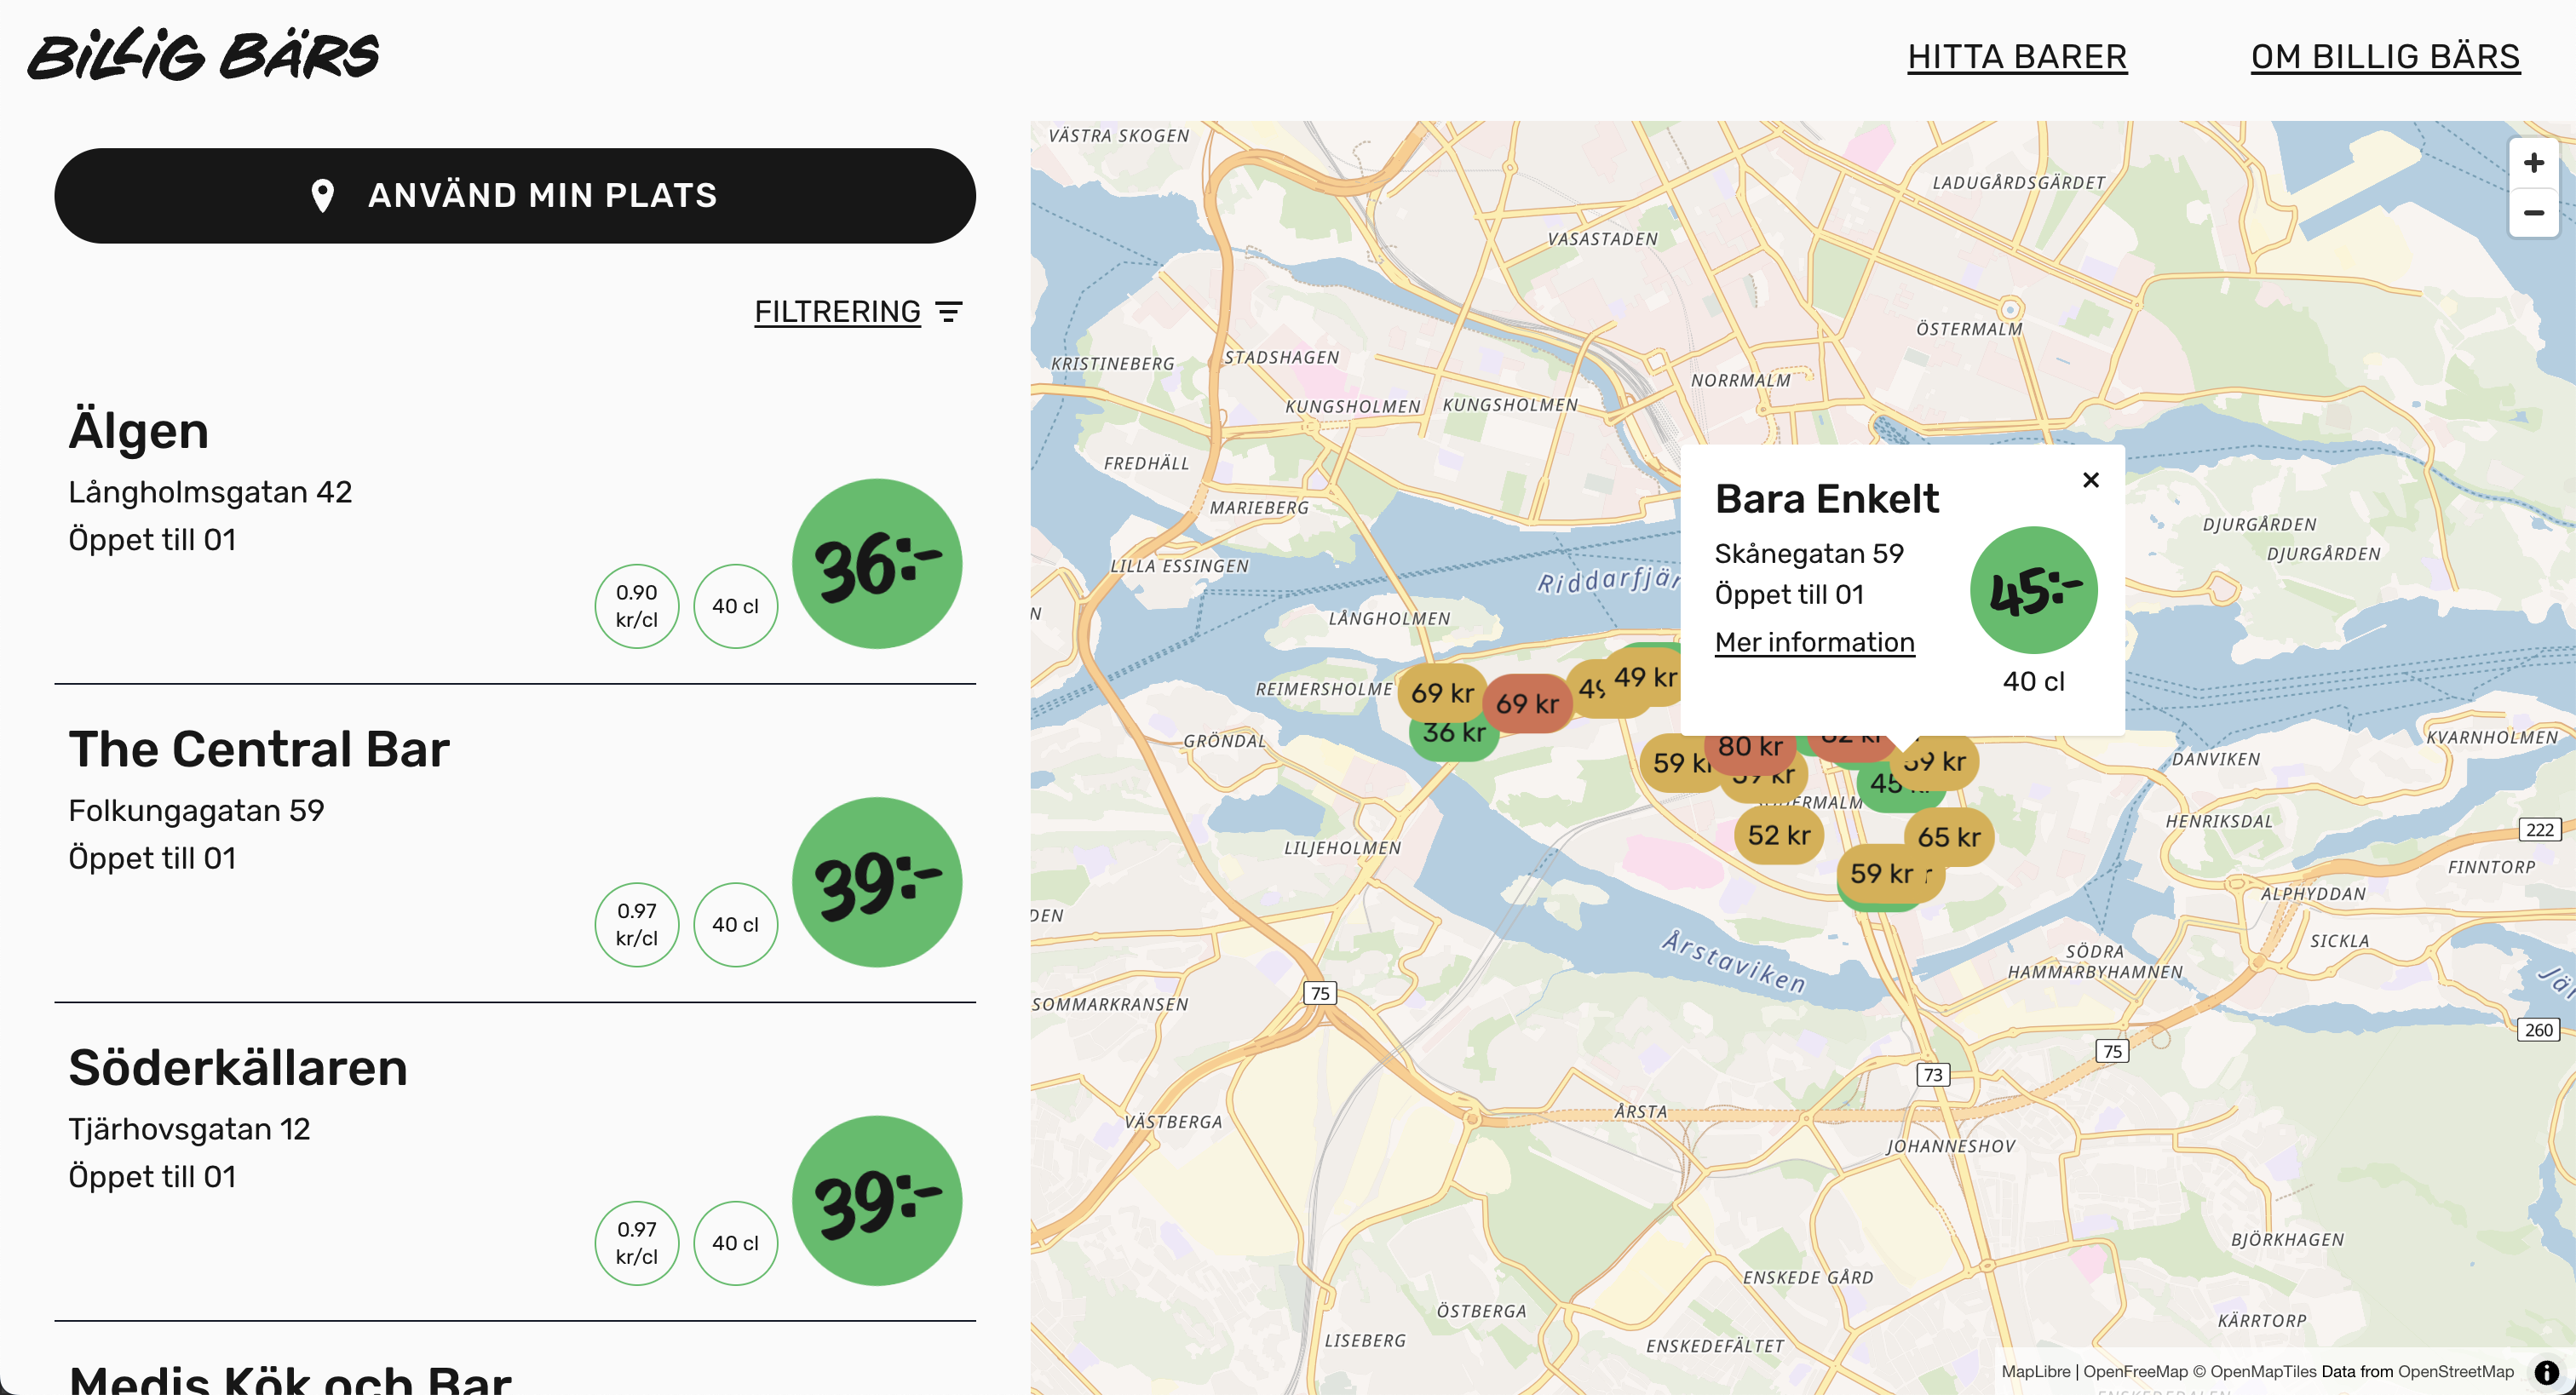 BILLIG BÄRS
HITTA BARER
OM BILLIG BÄRS
ANVÄND MIN PLATS
FILTRERING
Älgen
Långholmsgatan 42
Öppet till 01
0.90
kr/cl
40 cl
36:-
The Central Bar
Folkungagatan 59
Öppet till 01
0.97
kr/cl
40 cl
39:-
Söderkällaren
Tjärhovsgatan 12
Öppet till 01
0.97
kr/cl
40 cl
39:-
Medis Kök och Bar
VÄSTRA SKOGEN
LADUGÅRDSGÄRDET
VASASTADEN
ÖSTERMALM
KRISTINEBERG
STADSHAGEN
NORRMALM
KUNGSHOLMEN
KUNGSHOLMEN
FREDHÄLL
MARIEBERG
Bara Enkelt
Skånegatan 59
Öppet till 01
Mer information
45:-
40 cl
DJURGÅRDEN
DJURGÅRDEN
LILLA ESSINGEN
LÅNGHOLMEN
REIMERSHOLME
69 kr
69 kr
49 kr
36 kr
GRÖNDAL
80 kr
59 kr
59 kr
59 kr
52 kr
65 kr
59 kr
KVARNHOLMEN
DANVIKEN
HENRIKSDAL
222
LILJEHOLMEN
FINNTORP
ALPHYDDAN
SICKLA
Årstaviken
SÖDRA
HAMMARBYHAMNEN
75
SOMMARKRANSEN
260
75
73
VÄSTBERGA
ÅRSTA
JOHANNESHOV
BJÖRKHAGEN
ENSKEDE GÅRD
ÖSTBERGA
KÄRRTORP
LISEBERG
ENSKEDEFÄLTET
MapLibre | OpenFreeMap © OpenMapTiles Data from OpenStreetMap